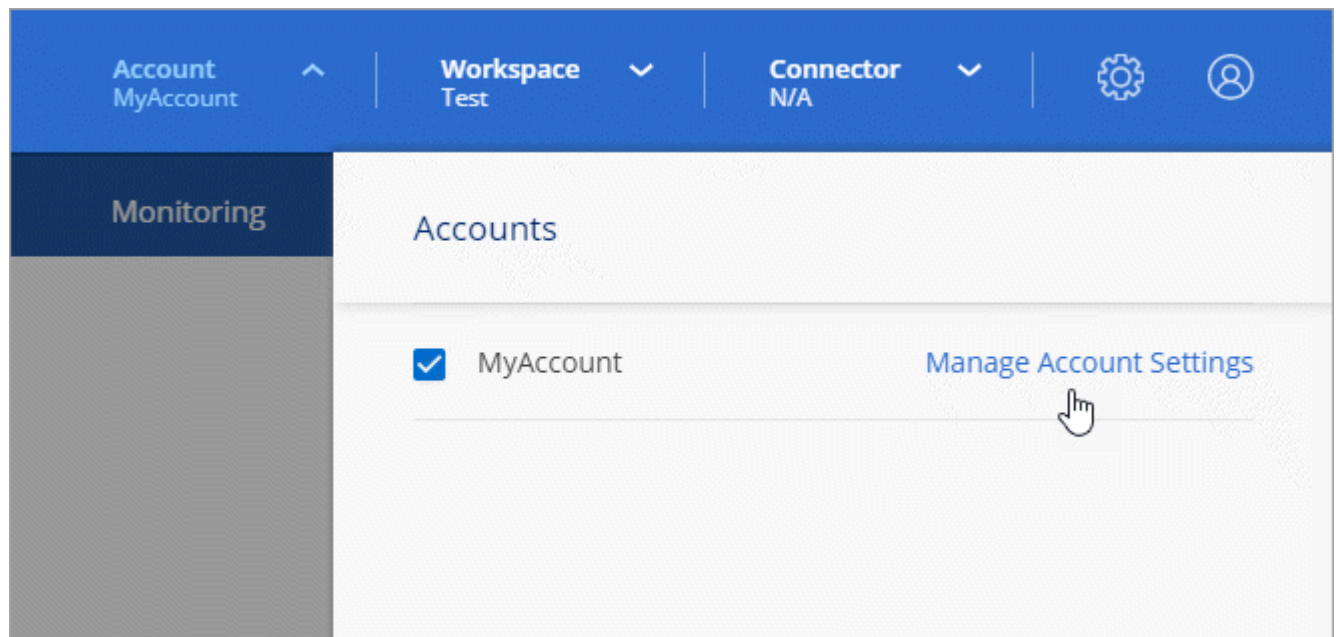 Account
MyAccount
Workspace
Test
Connector
N/A
Monitoring
Accounts
MyAccount
Manage Account Settings